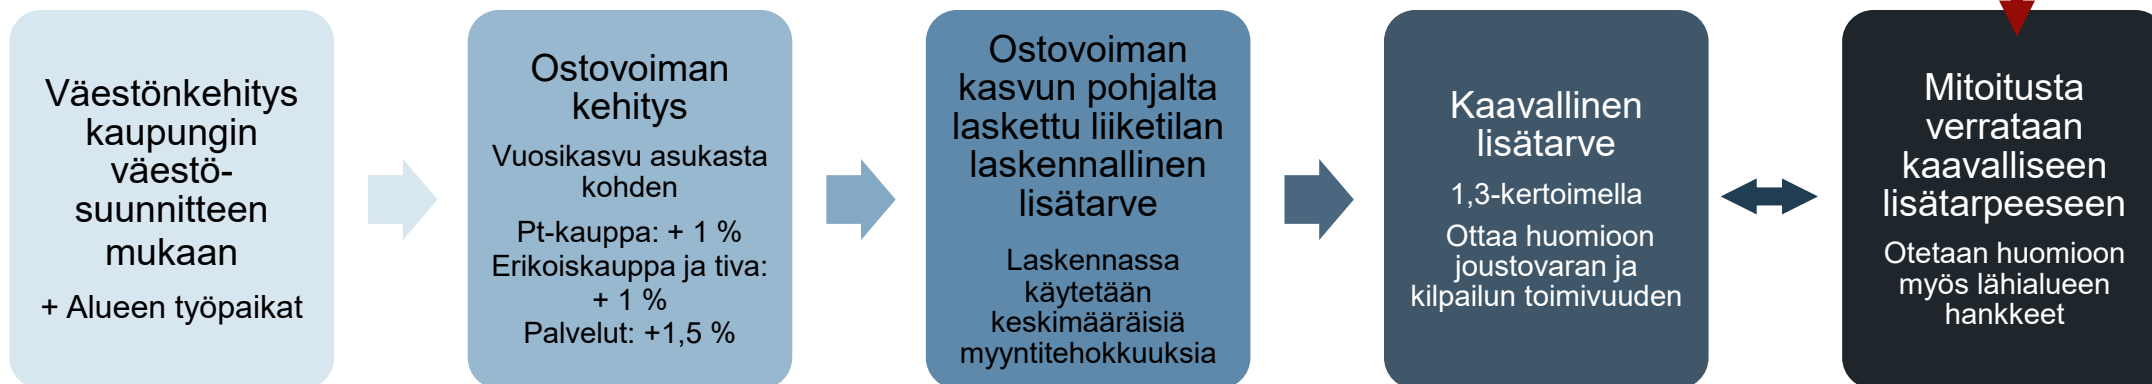 Väestönkehitys
kaupungin
väestö-
suunnitteen
mukaan
+ Alueen työpaikat
Ostovoiman
kehitys
Vuosikasvu asukasta
kohden
Pt-kauppa: + 1 %
Erikoiskauppa ja tiva:
+ 1 %
Palvelut: +1,5 %
Ostovoiman
kasvun pohjalta
laskettu liiketilan
laskennallinen
lisätarve
Laskennassa
käytetään
keskimääräisiä
myyntitehokkuuksia
Kaavallinen
lisätarve
1,3-kertoimella
Ottaa huomioon
joustovaran ja
kilpailun toimivuuden
Mitoitusta
verrataan
kaavalliseen
lisätarpeeseen
Otetaan huomioon
myös lähialueen
hankkeet